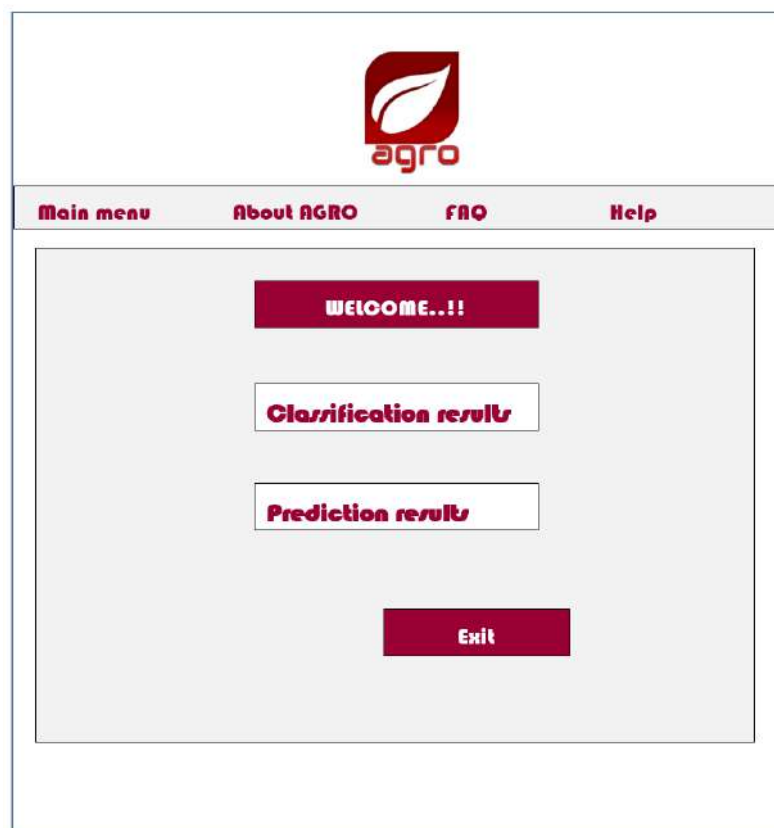 agro
Main menu About AGRO FAQ Help
WELCOME..!!
Classification results
Prediction results
Exit